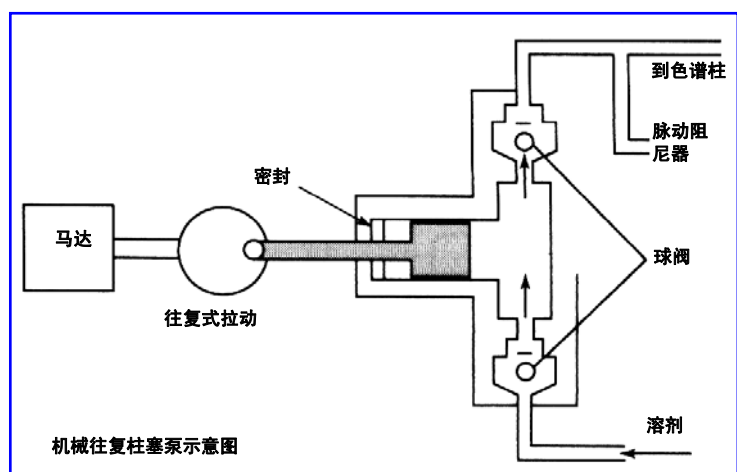 到色谱柱
脉动阻
尼器
密封
马达
球阀
往复式拉动
溶剂
机械往复柱塞泵示意图